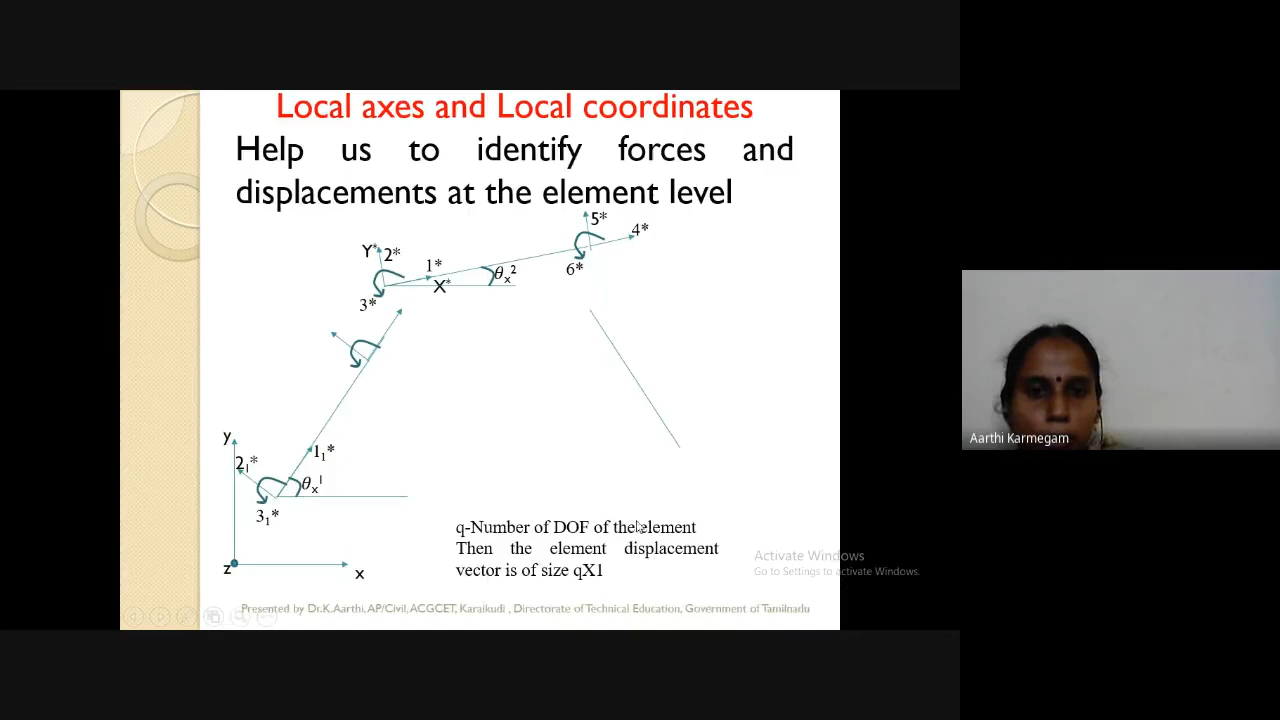 Local axes and Local coordinates
Help us to identify forces and
displacements at the element level
5*
4*
Y* 2*
1*
θx²
6*
X*
3*
y
2₁*
1₁*
θx¹
3₁*
q-Number of DOF of the element
Then the element displacement
vector is of size qX1
z
x
Presented by Dr.K.Aarthi, AP/Civil, ACGCET, Karaikudi , Directorate of Technical Education, Government of Tamilnadu
Activate Windows
Go to Settings to activate Windows.
Aarthi Karmegam